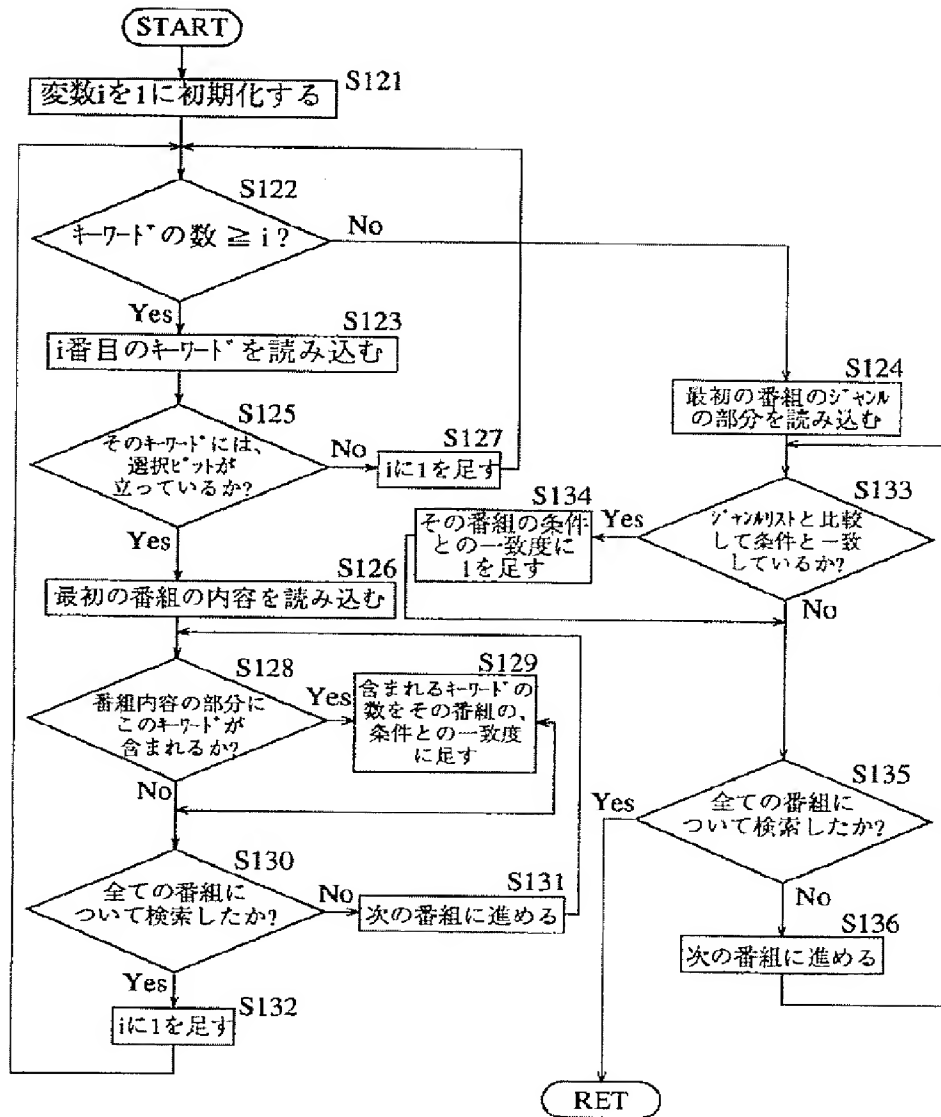 START
S121
変数iを1に初期化する
S122
キーワードの数 ≧ i ?
No
Yes
S123
i番目のキーワードを読み込む
S125
そのキーワードには、
選択ビットが
立っているか?
No
S127
iに1を足す
Yes
S126
最初の番組の内容を読み込む
S128
番組内容の部分に
このキーワードが
含まれるか?
Yes
S129
含まれるキーワードの
数をその番組の、
条件との一致度
に足す
No
S130
全ての番組に
ついて検索したか?
No
S131
次の番組に進める
Yes
S132
iに1を足す
S124
最初の番組のジャンル
の部分を読み込む
S133
ジャンルリストと比較
して条件と一致
しているか?
Yes
S134
その番組の条件
との一致度に
1を足す
No
S135
全ての番組に
ついて検索したか?
Yes
No
S136
次の番組に進める
RET